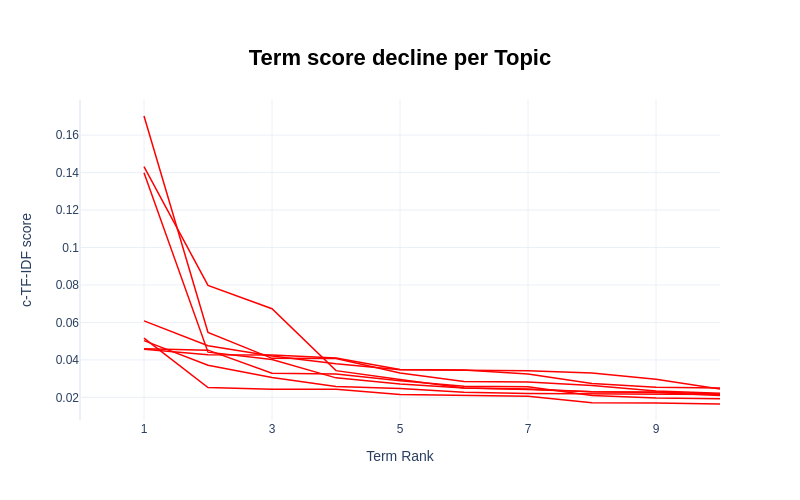 Term score decline per Topic
0.16
0.14
0.12
0.1
0.08
0.06
0.04
0.02
c-TF-IDF score
1 3 5 7 9
Term Rank